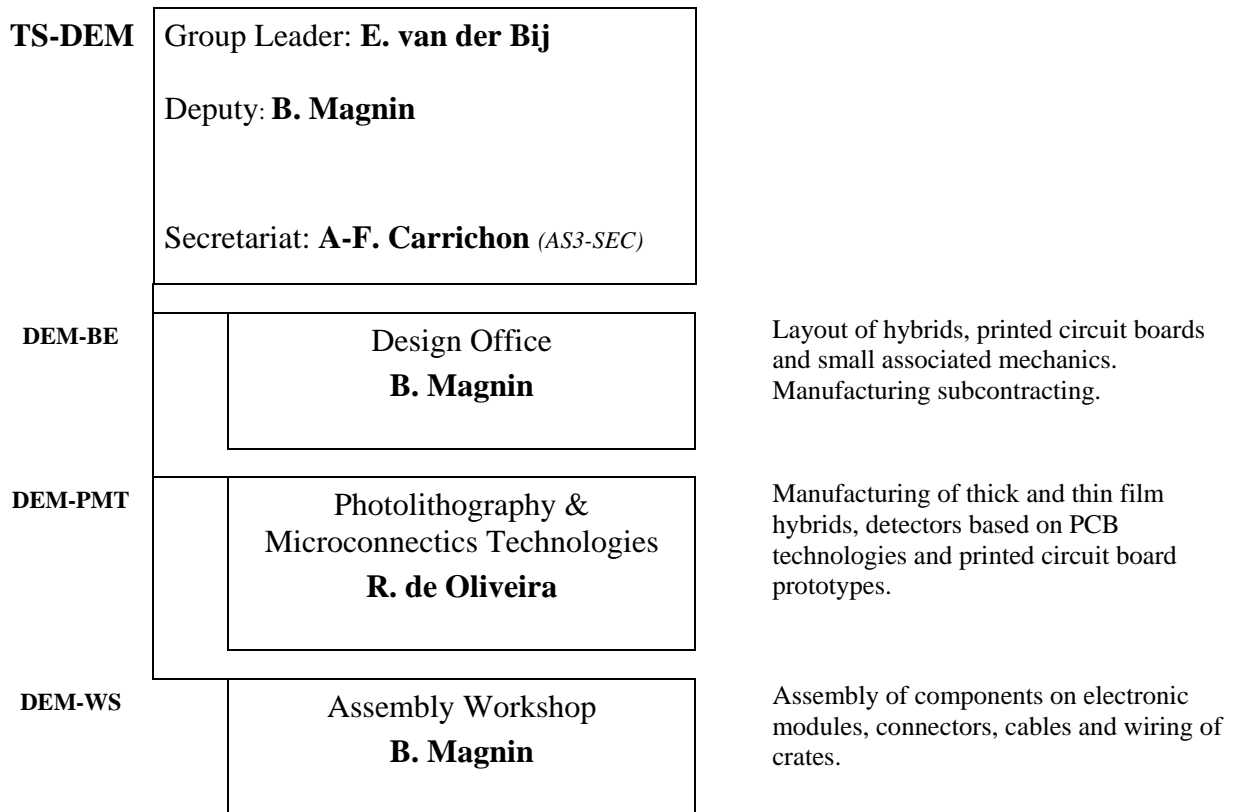 TS-DEM
Group Leader: E. van der Bij
Deputy: B. Magnin
Secretariat: A-F. Carrichon (AS3-SEC)
DEM-BE
Design Office
B. Magnin
Layout of hybrids, printed circuit boards
and small associated mechanics.
Manufacturing subcontracting.
DEM-PMT
Photolithography &
Microconnectics Technologies
R. de Oliveira
Manufacturing of thick and thin film
hybrids, detectors based on PCB
technologies and printed circuit board
prototypes.
DEM-WS
Assembly Workshop
B. Magnin
Assembly of components on electronic
modules, connectors, cables and wiring of
crates.